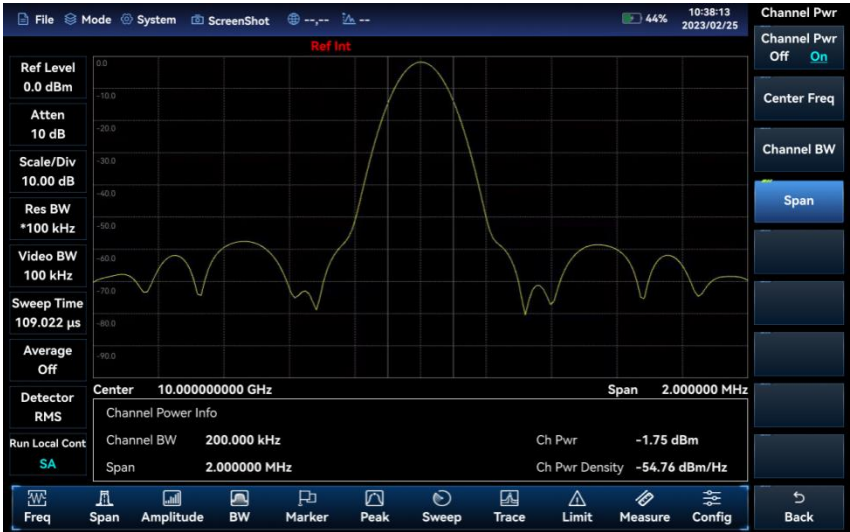 File Mode System ScreenShot --,-- -- 44% 10:38:13 2023/02/25
Channel Pwr
Ref Int
Channel Pwr
Off On
Center Freq
Channel BW
Span
Ref Level
0.0 dBm
Atten
10 dB
Scale/Div
10.00 dB
Res BW
*100 kHz
Video BW
100 kHz
Sweep Time
109.022 µs
Average
Off
Detector
RMS
Run Local Cont
SA
0.0
-10.0
-20.0
-30.0
-40.0
-50.0
-60.0
-70.0
-80.0
-90.0
Center 10.000000000 GHz Span 2.000000 MHz
Channel Power Info
Channel BW 200.000 kHz Ch Pwr -1.75 dBm
Span 2.000000 MHz Ch Pwr Density -54.76 dBm/Hz
Freq Span Amplitude BW Marker Peak Sweep Trace Limit Measure Config Back